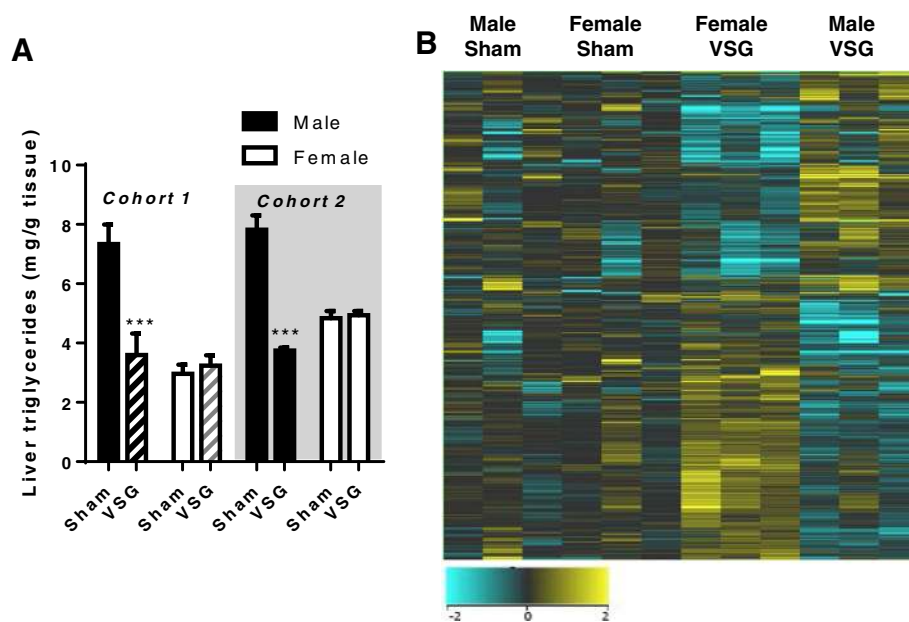 A
Male
Female
Cohort 1
Cohort 2
Liver triglycerides (mg/g tissue)
10
8
6
4
2
0
***
***
Sham
VSG
Sham
VSG
Sham
VSG
Sham
VSG
B
Male Female Female Male
Sham Sham VSG VSG
-2 0 2